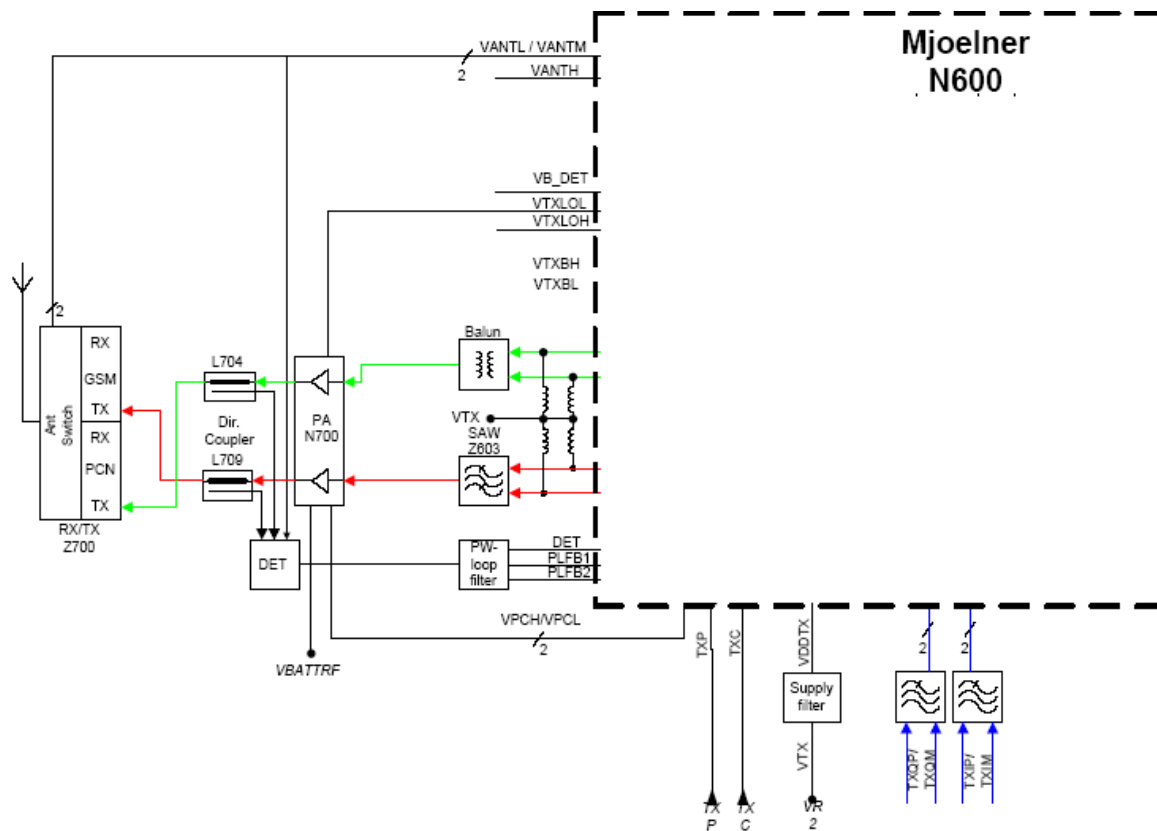 Mjoelner
N600
VANTL / VANTM
2
VANTH
VB_DET
VTXLOL
VTXLOH
VTXBH
VTXBL
2
Balun
RX
GSM
TX
RX
PCN
TX
Ant
Switch
RX/TX
Z700
L704
Dir.
Coupler
L709
PA
N700
VTX
SAW
Z603
DET
PW-
loop
filter
DET
PLFB1
PLFB2
VPCH/VPCL
2
VBATTRF
TXP
TXC
VDDTX
Supply
filter
VTX
2
2
TXQP/
TXQM
TXIP/
TXIM
TX
P
TX
C
VR
2